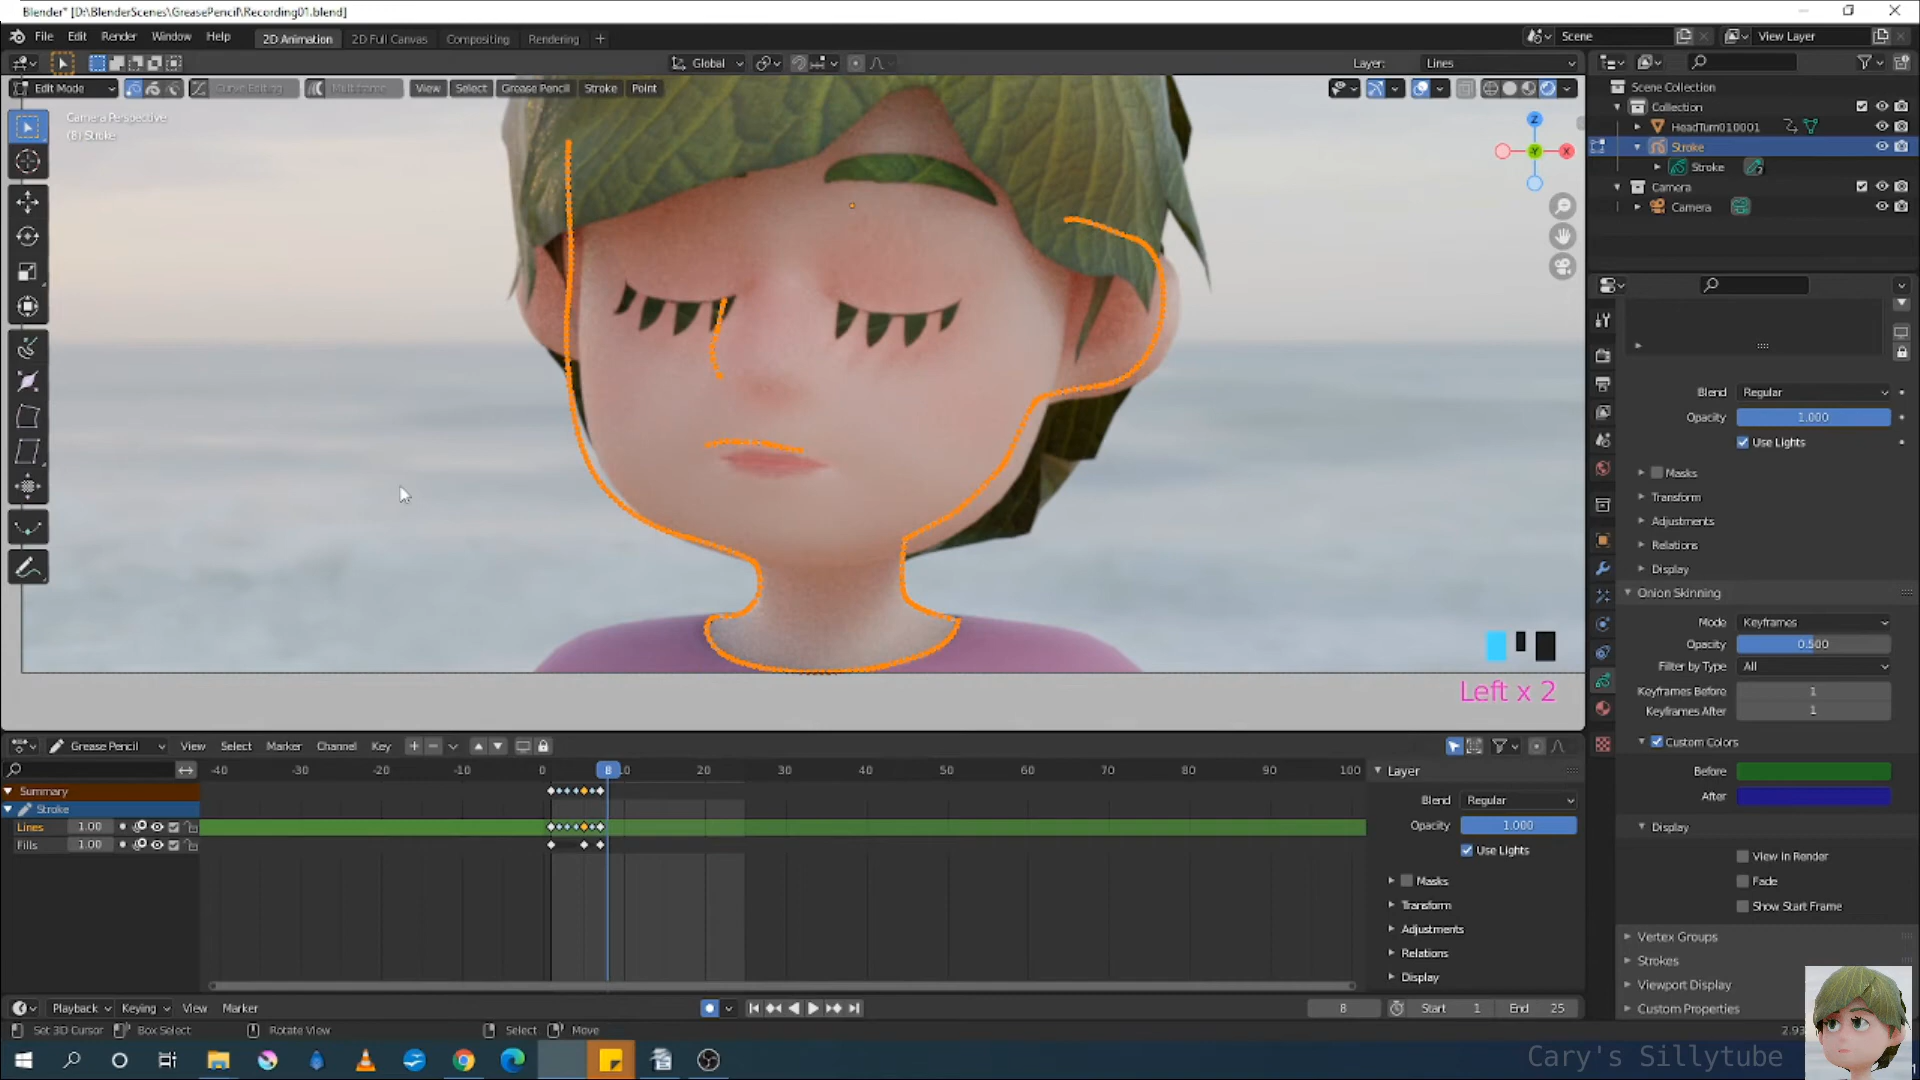 Blender* [D:\BlenderScenes\GreasePencil\Recording01.blend]
File Edit Render Window Help 2D Animation 2D Full Canvas Compositing Rendering + Scene View Layer
Global Layer: Lines
Edit Mode Curve Editing Multiframe View Select Grease Pencil Stroke Point
Camera Perspective
(8) Stroke
Z
Y
X
Left x 2
Scene Collection
Collection
HeadTurn010001
Stroke
Stroke
Camera
Camera
Blend Regular
Opacity 1.000
Use Lights
Masks
Transform
Adjustments
Relations
Display
Onion Skinning
Mode Keyframes
Opacity 0.500
Filter by Type All
Keyframes Before 1
Keyframes After 1
Custom Colors
Before
After
Display
View In Render
Fade
Show Start Frame
Vertex Groups
Strokes
Viewport Display
Custom Properties
Grease Pencil View Select Marker Channel Key
-40 -30 -20 -10 0 8 10 20 30 40 50 60 70 80 90 100
Summary
Stroke
Lines 1.00
Fills 1.00
Layer
Blend Regular
Opacity 1.000
Use Lights
Masks
Transform
Adjustments
Relations
Display
Playback Keying View Marker 8 Start 1 End 25
Set 3D Cursor Box Select Rotate View Select Move 2.93
Cary's Sillytube